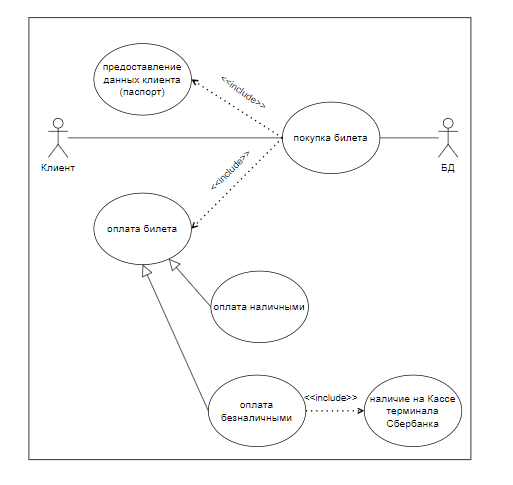 предоставление
данных клиента
(паспорт)
<<include>>
покупка билета
Клиент
БД
<<include>>
оплата билета
оплата наличными
оплата
безналичными
<<include>>
наличие на Кассе
терминала
Сбербанка